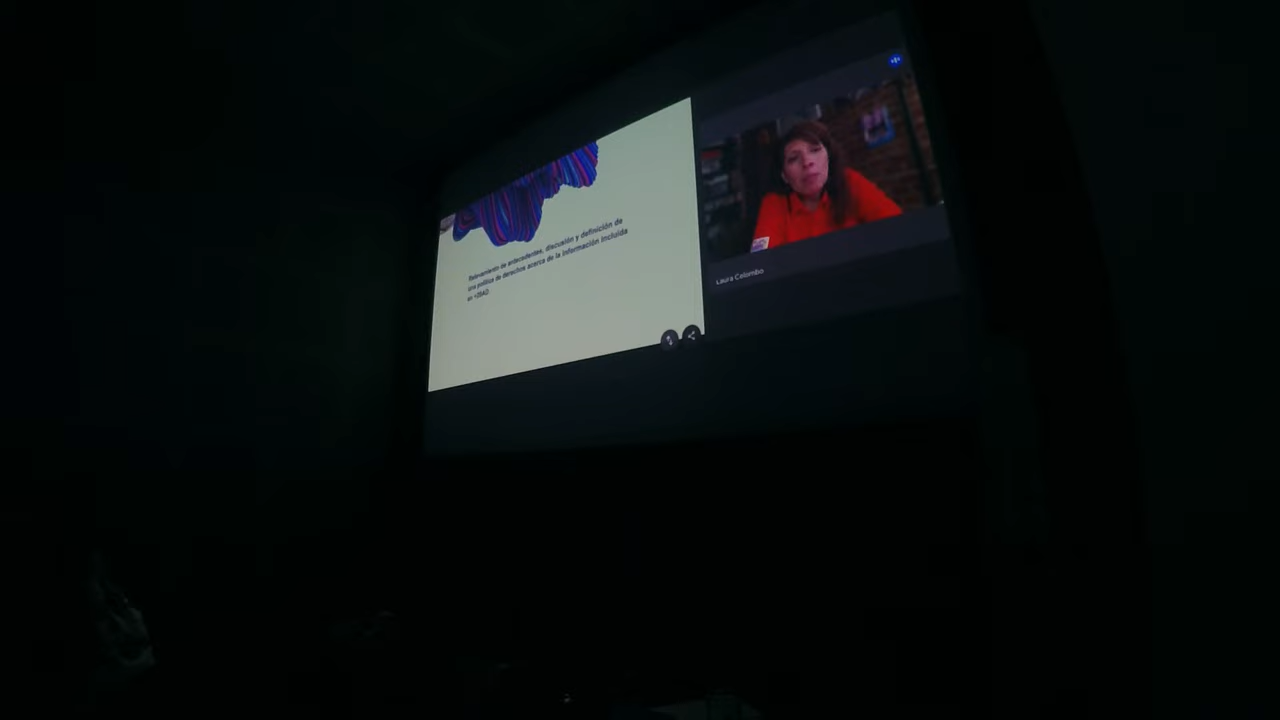 Relevamiento de antecedentes, discusión y definición de
una política de derechos acerca de la información incluida
en
Laura Colombo